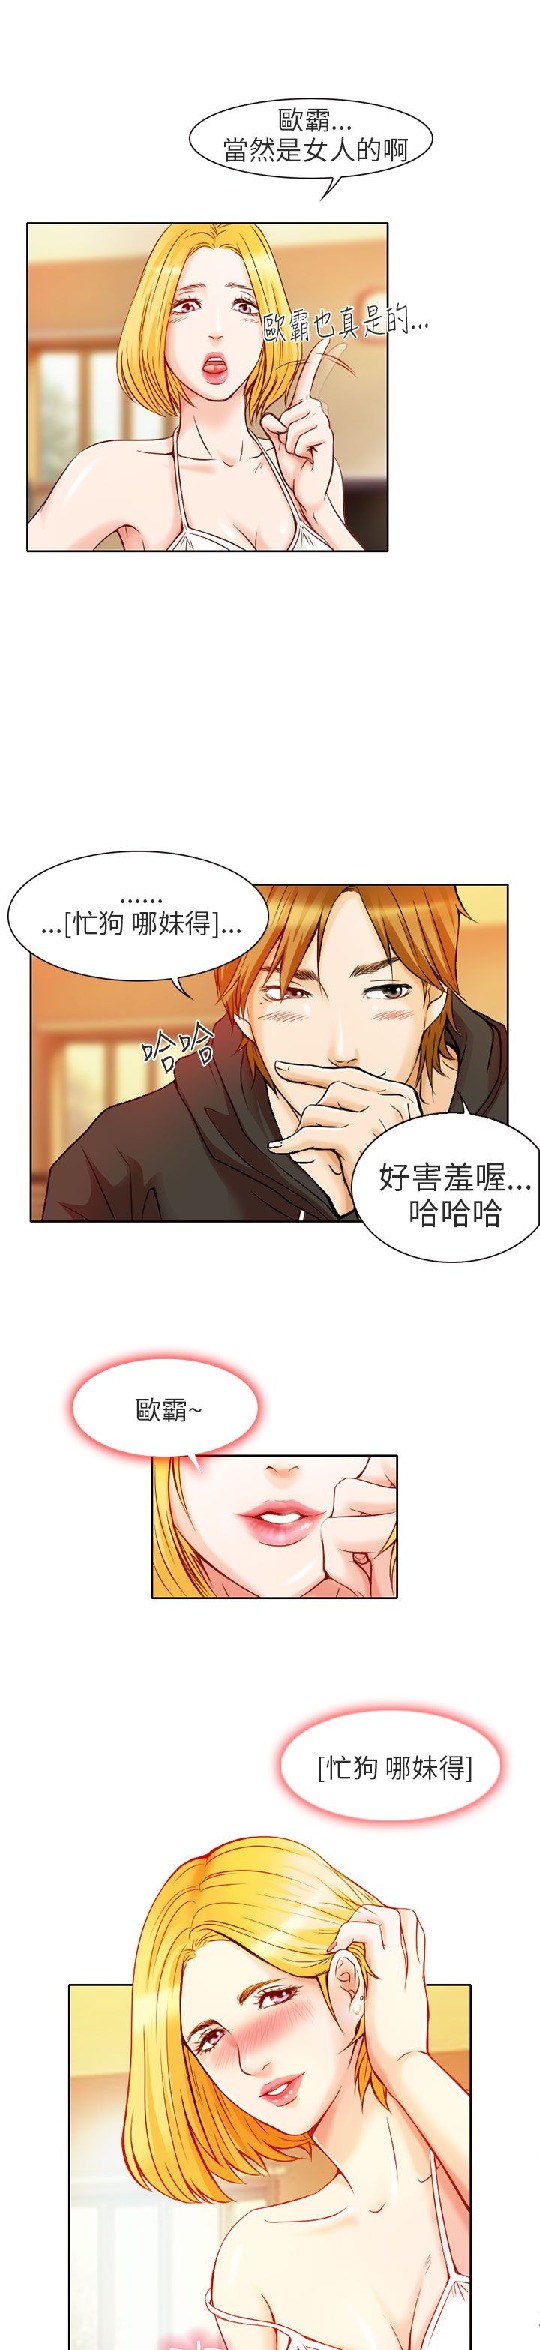 歐霸...
當然是女人的啊
歐霸也真是的...
......
...[忙狗 哪妹得]...
哈哈
好害羞喔...
哈哈哈
歐霸~
[忙狗 哪妹得]